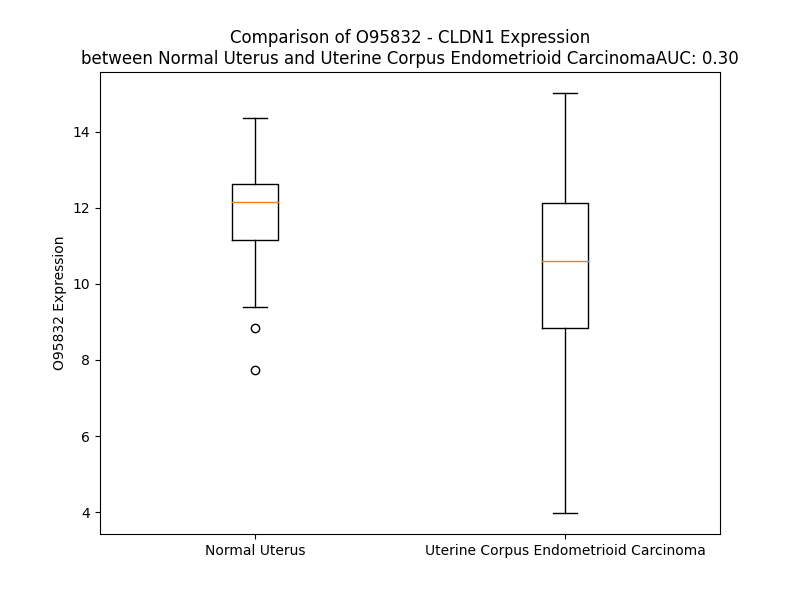 Comparison of O95832 - CLDN1 Expression
between Normal Uterus and Uterine Corpus Endometrioid CarcinomaAUC: 0.30
14
12
10
8
6
4
O95832 Expression
Normal Uterus
Uterine Corpus Endometrioid Carcinoma